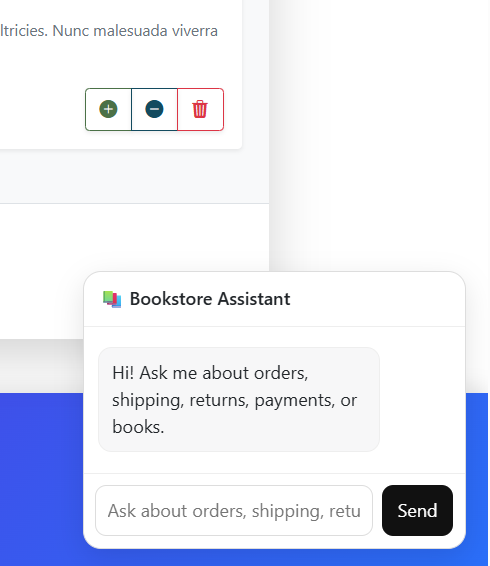 ltricies. Nunc malesuada viverra
Bookstore Assistant
Hi! Ask me about orders,
shipping, returns, payments, or
books.
Ask about orders, shipping, retu
Send